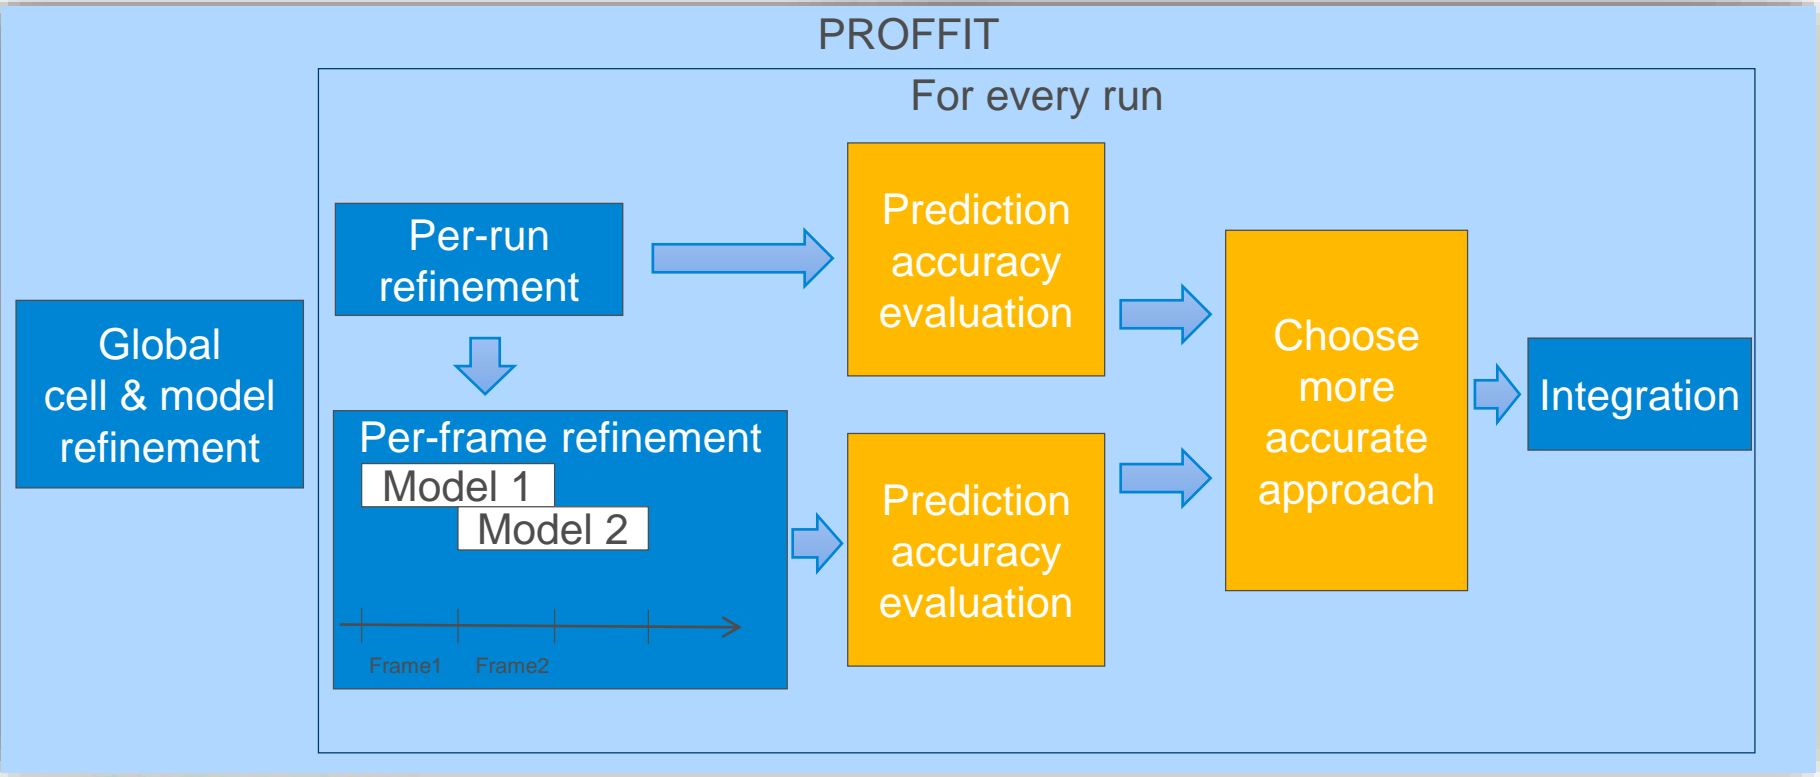 PROFFIT
For every run
Global
cell & model
refinement
Per-run
refinement
Per-frame refinement
Model 1
Model 2
Frame1
Frame2
Prediction
accuracy
evaluation
Prediction
accuracy
evaluation
Choose
more
accurate
approach
Integration